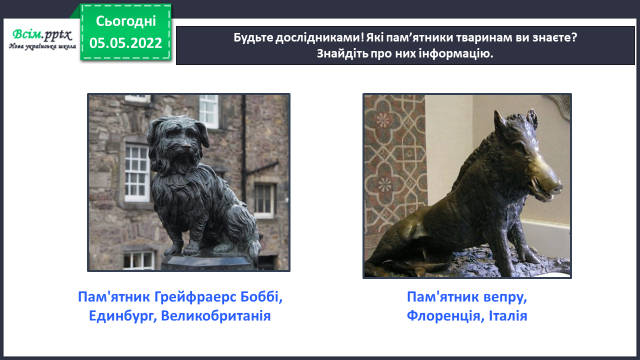 Всім.pptx
Нова українська школа
Сьогодні
05.05.2022
Будьте дослідниками! Які пам’ятники тваринам ви знаєте?
Знайдіть про них інформацію.
Пам'ятник Грейфраерс Боббі,
Единбург, Великобританія
Пам'ятник вепру,
Флоренція, Італія